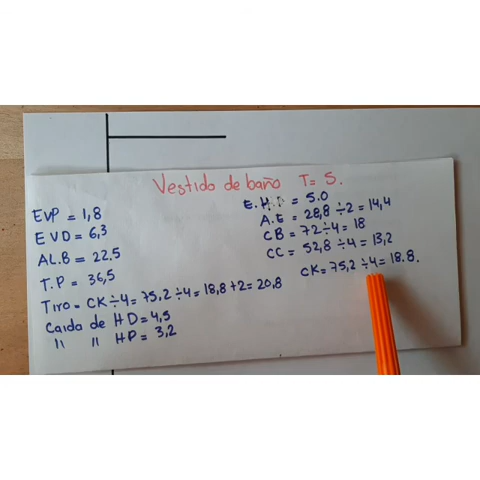 Vestido de baño T= S.
EVP = 1,8
EVD = 6,3
AL.B = 22,5
T.P = 36,5
Tiro = CK÷4= 75,2 ÷4= 18,8 +2= 20,8
Caida de HD = 4,5
" " HP = 3,2
E.H.D = 5.0
A.E = 28,8 ÷2 = 14,4
CB = 72÷4= 18
CC = 52,8 ÷4= 13,2
CK= 75,2 ÷4= 18.8.